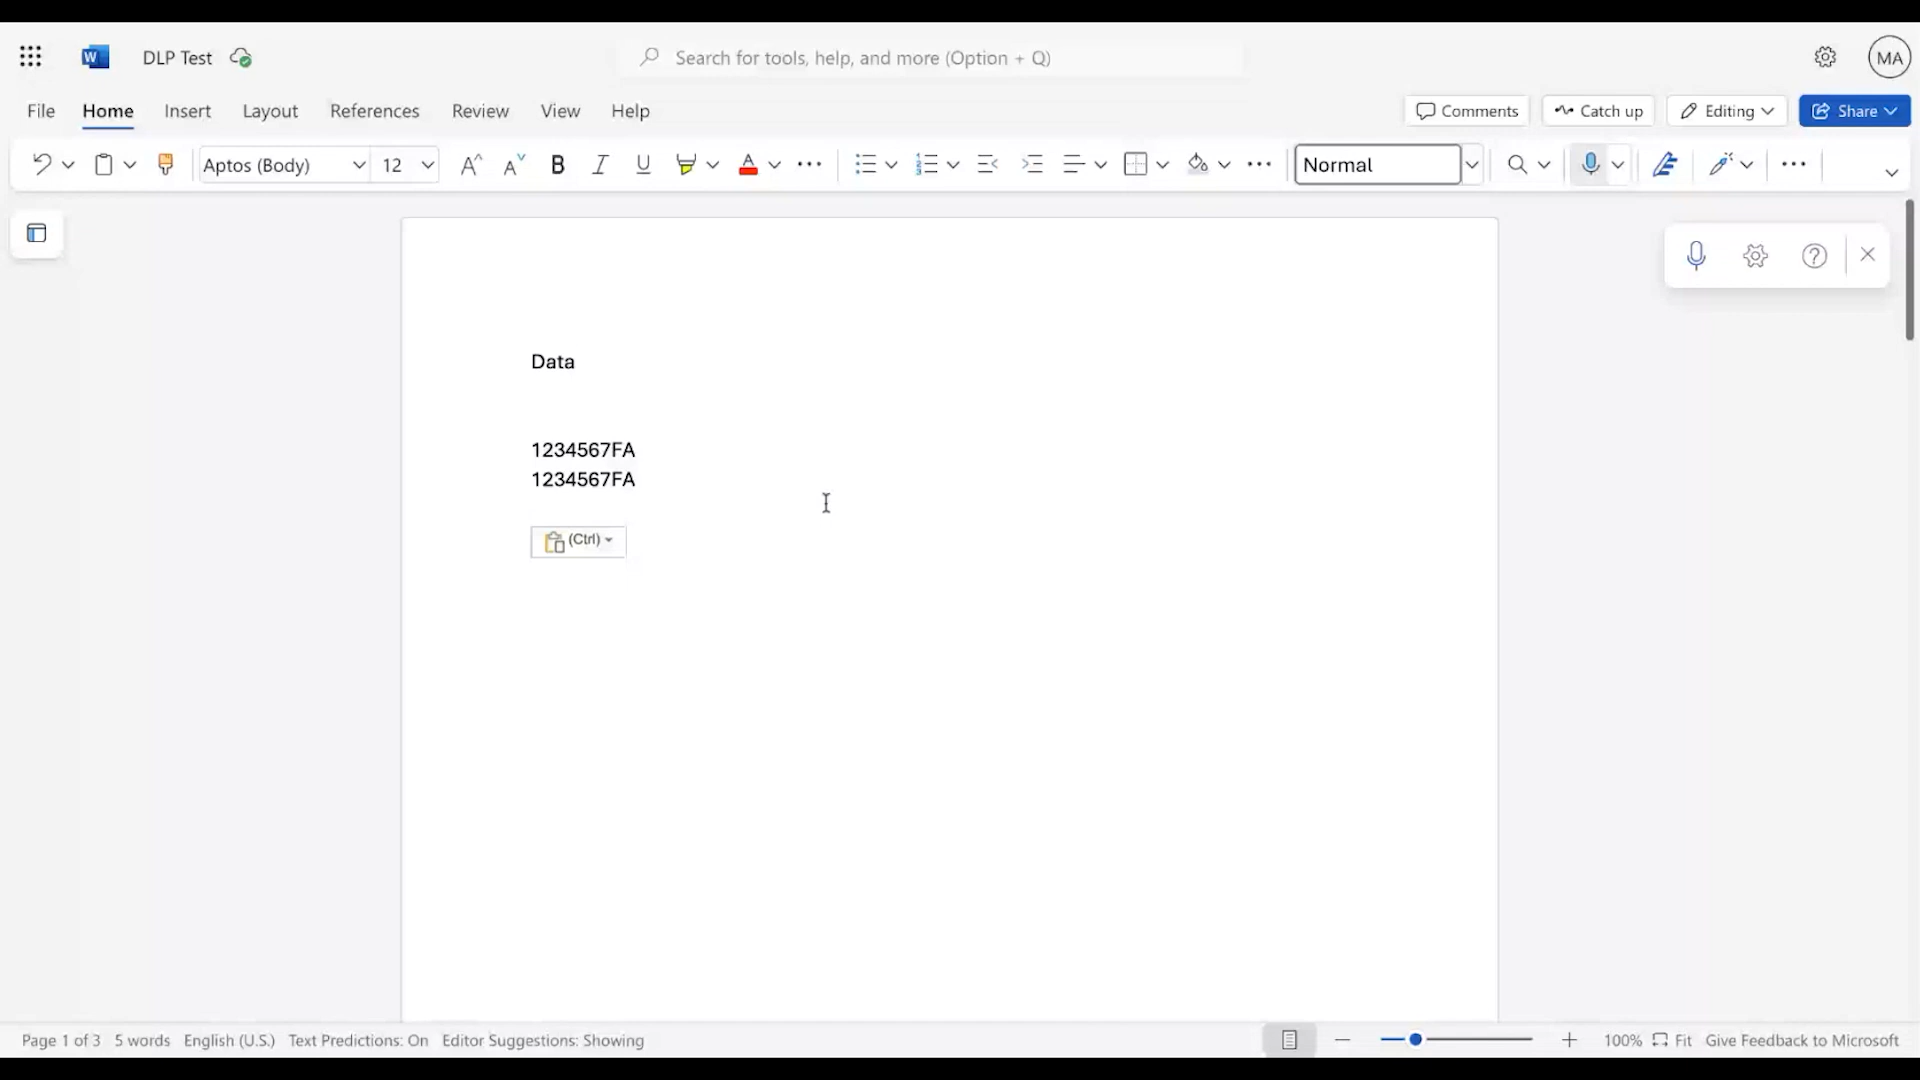 W DLP Test Search for tools, help, and more (Option + Q) MA
File Home Insert Layout References Review View Help Comments Catch up Editing Share
Aptos (Body) 12 A A B I U A Normal
Data
1234567FA
1234567FA
(Ctrl)
Page 1 of 3 5 words English (U.S.) Text Predictions: On Editor Suggestions: Showing 100% Fit Give Feedback to Microsoft